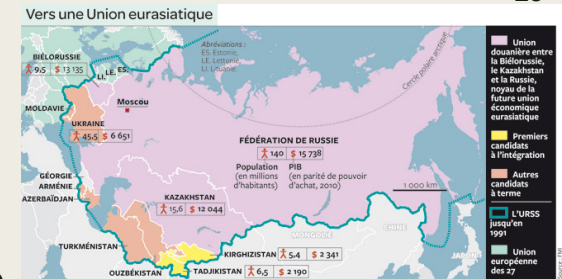 Vers une Union eurasiatique
Abréviations :
ES. Estonie,
LE. Lettonie,
LI. Lituanie.
BIÉLORUSSIE
9,5 $ 13 135
LI. LE. ES.
Cercle polaire arctique
Moscou
MOLDAVIE
UKRAINE
45,5 $ 6 651
FÉDÉRATION DE RUSSIE
140 $ 15 738
Population
(en millions
d'habitants)
PIB
(en parité de pouvoir
d'achat, 2010)
GÉORGIE
ARMÉNIE
AZERBAÏDJAN
KAZAKHSTAN
15,6 $ 12 044
1 000 km
MONGOLIE
CHINE
JAPON
TURKMÉNISTAN
OUZBÉKISTAN
KIRGHIZISTAN
5,4 $ 2 341
TADJIKISTAN
6,5 $ 2 190
Union
douanière entre
la Biélorussie,
le Kazakhstan
et la Russie,
noyau de la
future union
économique
eurasiatique
Premiers
candidats
à l'intégration
Autres
candidats
à terme
L'URSS
jusqu'en
1991
Union
européenne
des 27